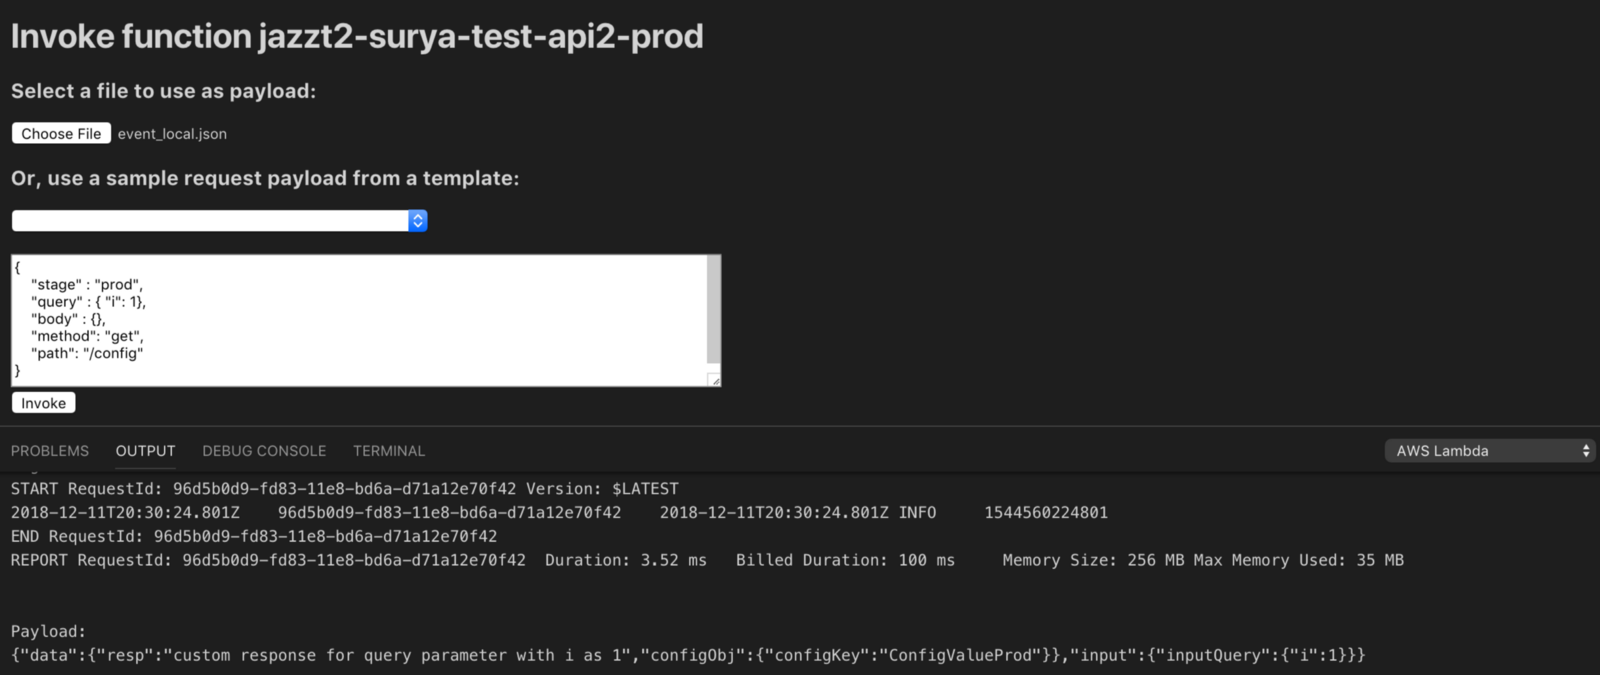 Invoke function jazzt2-surya-test-api2-prod
Select a file to use as payload:
Choose File event_local.json
Or, use a sample request payload from a template:
{
"stage" : "prod",
"query" : { "i": 1},
"body" : {},
"method": "get",
"path": "/config"
}
Invoke
PROBLEMS OUTPUT DEBUG CONSOLE TERMINAL AWS Lambda
START RequestId: 96d5b0d9-fd83-11e8-bd6a-d71a12e70f42 Version: $LATEST
2018-12-11T20:30:24.801Z 96d5b0d9-fd83-11e8-bd6a-d71a12e70f42 2018-12-11T20:30:24.801Z INFO 1544560224801
END RequestId: 96d5b0d9-fd83-11e8-bd6a-d71a12e70f42
REPORT RequestId: 96d5b0d9-fd83-11e8-bd6a-d71a12e70f42 Duration: 3.52 ms Billed Duration: 100 ms Memory Size: 256 MB Max Memory Used: 35 MB
Payload:
{"data":{"resp":"custom response for query parameter with i as 1","configObj":{"configKey":"ConfigValueProd"}},"input":{"inputQuery":{"i":1}}}